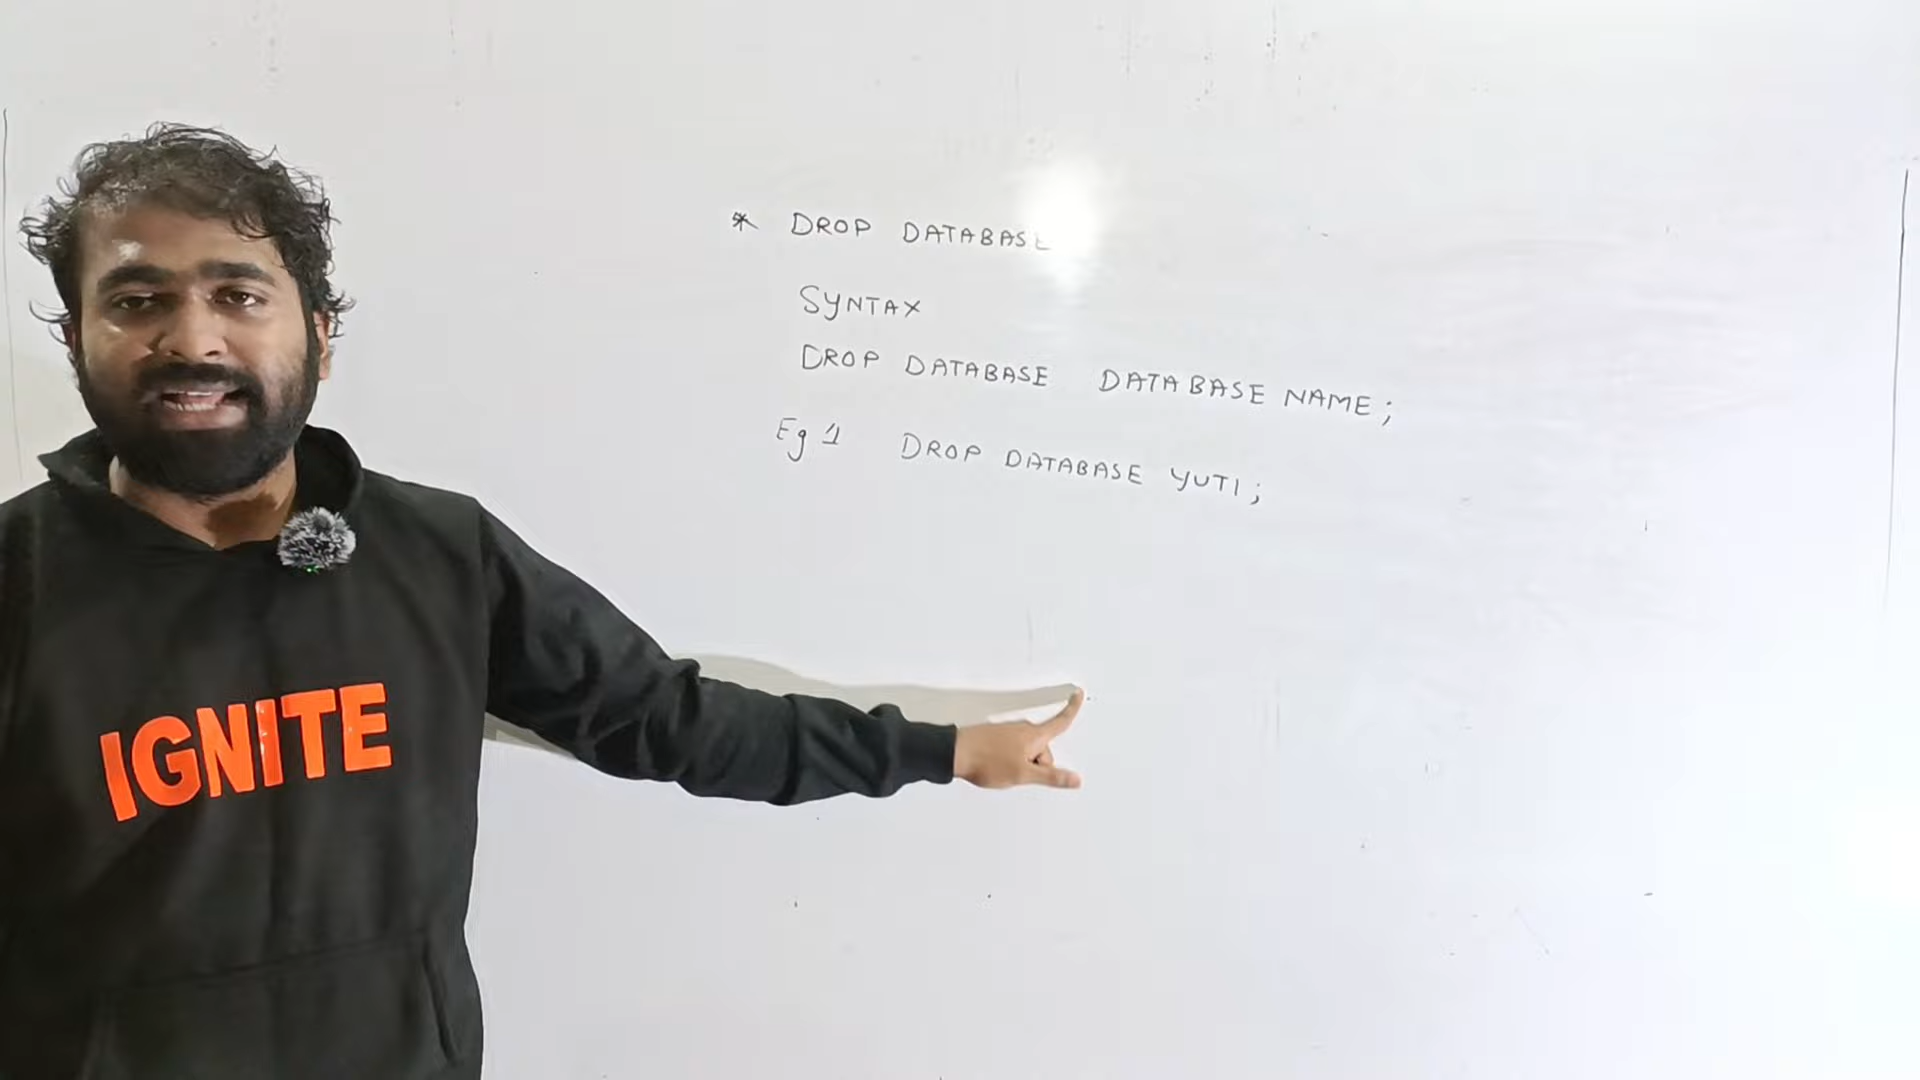 * DROP DATABASE
SYNTAX
DROP DATABASE DATABASE NAME;
Eg 1 DROP DATABASE YUTI;
IGNITE